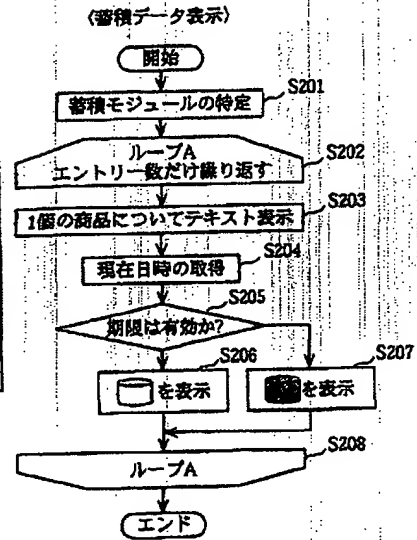 〈蓄積データ表示〉
開始
S201
蓄積モジュールの特定
S202
ループA
エントリー数だけ繰り返す
S203
1個の商品についてテキスト表示
S204
現在日時の取得
S205
期限は有効か?
S206
を表示
S207
を表示
S208
ループA
エンド